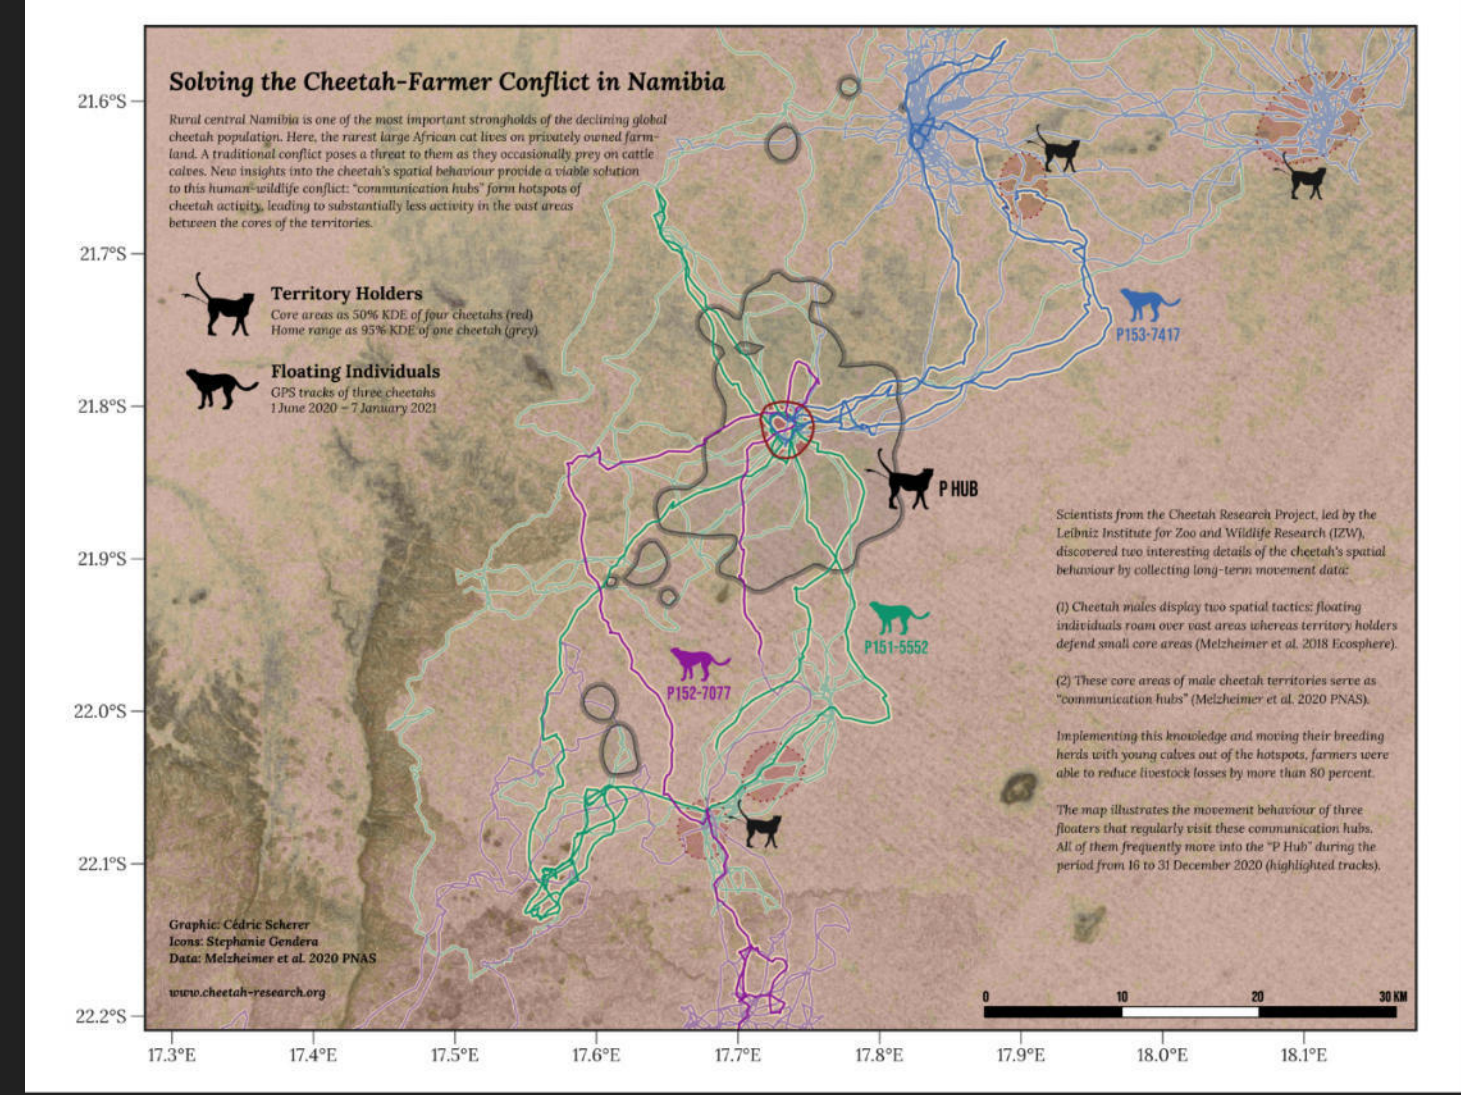 Solving the Cheetah-Farmer Conflict in Namibia
Rural central Namibia is one of the most important strongholds of the declining global
cheetah population. Here, the rarest large African cat lives on privately owned farm-
land. A traditional conflict poses a threat to them as they occasionally prey on cattle
calves. New insights into the cheetah's spatial behaviour provide a viable solution
to this human-wildlife conflict: "communication hubs" form hotspots of
cheetah activity, leading to substantially less activity in the vast areas
between the cores of the territories.
Territory Holders
Core areas as 50% KDE of four cheetahs (red)
Home range as 95% KDE of one cheetah (grey)
Floating Individuals
GPS tracks of three cheetahs
1 June 2020 – 7 January 2021
P153-7417
P HUB
P151-5552
P152-7077
Scientists from the Cheetah Research Project, led by the
Leibniz Institute for Zoo and Wildlife Research (IZW),
discovered two interesting details of the cheetah's spatial
behaviour by collecting long-term movement data:
(1) Cheetah males display two spatial tactics: floating
individuals roam over vast areas whereas territory holders
defend small core areas (Melzheimer et al. 2018 Ecosphere).
(2) These core areas of male cheetah territories serve as
"communication hubs" (Melzheimer et al. 2020 PNAS).
Implementing this knowledge and moving their breeding
herds with young calves out of the hotspots, farmers were
able to reduce livestock losses by more than 80 percent.
The map illustrates the movement behaviour of three
floaters that regularly visit these communication hubs.
All of them frequently move into the "P Hub" during the
period from 16 to 31 December 2020 (highlighted tracks).
Graphic: Cédric Scherer
Icons: Stephanie Gendera
Data: Melzheimer et al. 2020 PNAS
www.cheetah-research.org
0 10 20 30 KM
21.6°S
21.7°S
21.8°S
21.9°S
22.0°S
22.1°S
22.2°S
17.3°E 17.4°E 17.5°E 17.6°E 17.7°E 17.8°E 17.9°E 18.0°E 18.1°E